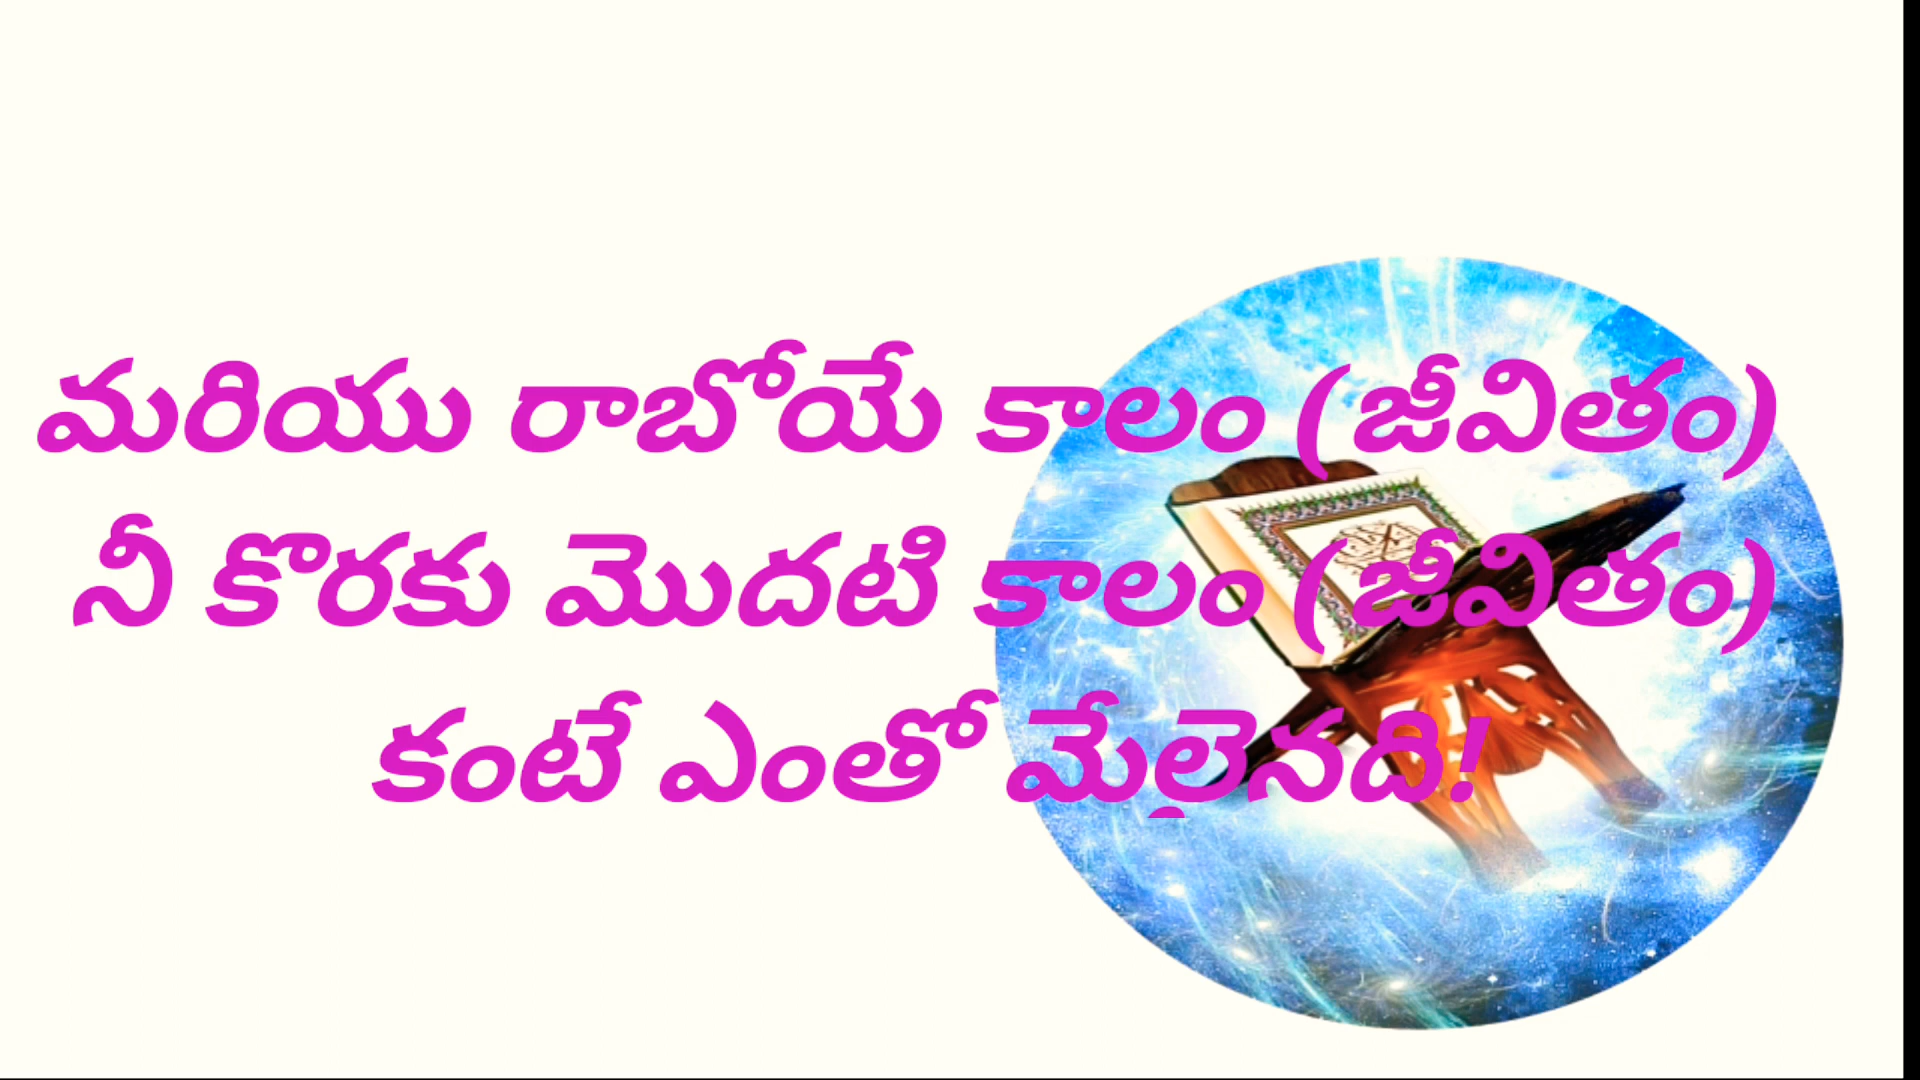 మరియు రాబోయే కాలం (జీవితం)
నీ కొరకు మొదటి కాలం (జీవితం)
కంటే ఎంతో మేలైనది!